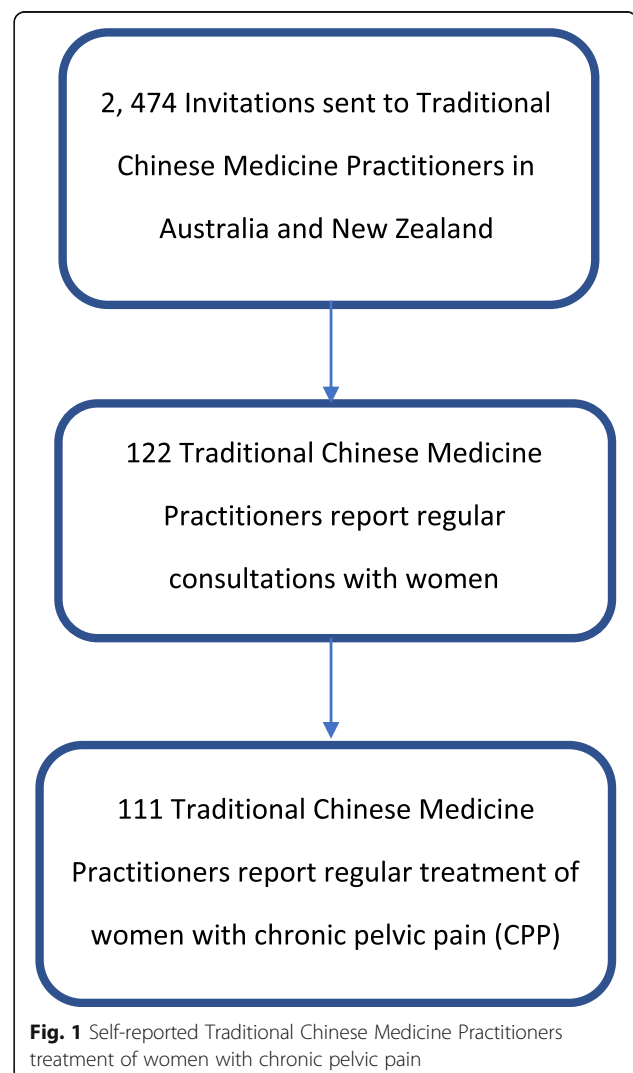 2, 474 Invitations sent to Traditional
Chinese Medicine Practitioners in
Australia and New Zealand
122 Traditional Chinese Medicine
Practitioners report regular
consultations with women
111 Traditional Chinese Medicine
Practitioners report regular treatment of
women with chronic pelvic pain (CPP)
Fig. 1 Self-reported Traditional Chinese Medicine Practitioners
treatment of women with chronic pelvic pain